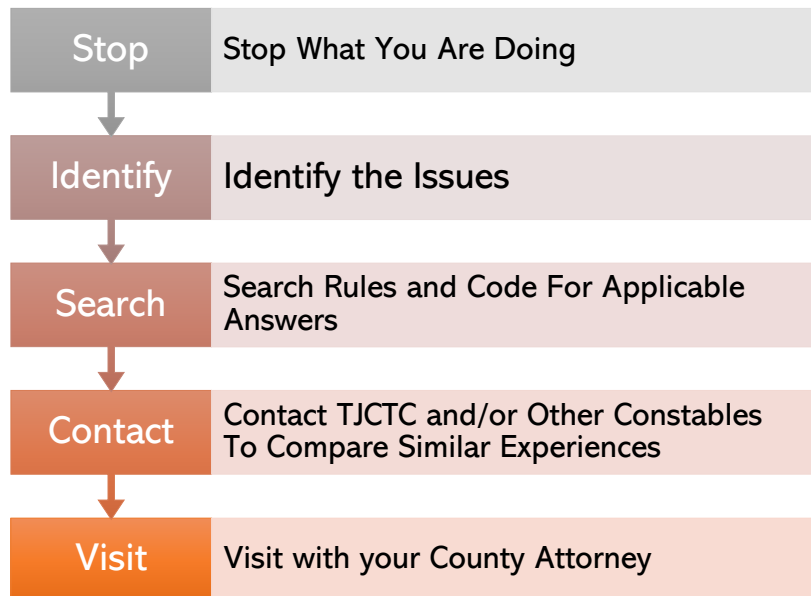 Stop
Stop What You Are Doing
Identify
Identify the Issues
Search
Search Rules and Code For Applicable
Answers
Contact
Contact TJCTC and/or Other Constables
To Compare Similar Experiences
Visit
Visit with your County Attorney